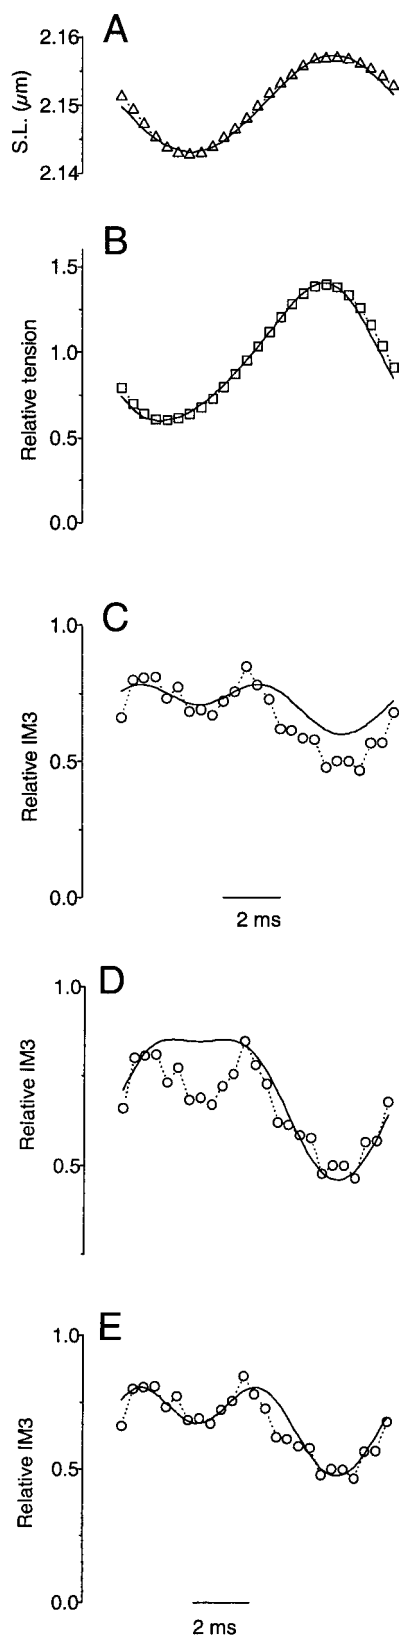 A
2.16
2.15
2.14
S.L. (μm)
B
1.5
1.0
0.5
0.0
Relative tension
C
1.0
0.5
0.0
Relative IM3
2 ms
D
1.0
0.5
Relative IM3
E
1.0
0.5
0.0
Relative IM3
2 ms